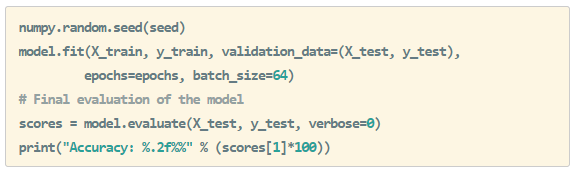 numpy.random.seed(seed)
model.fit(X_train, y_train, validation_data=(X_test, y_test),
          epochs=epochs, batch_size=64)
# Final evaluation of the model
scores = model.evaluate(X_test, y_test, verbose=0)
print("Accuracy: %.2f%%" % (scores[1]*100))